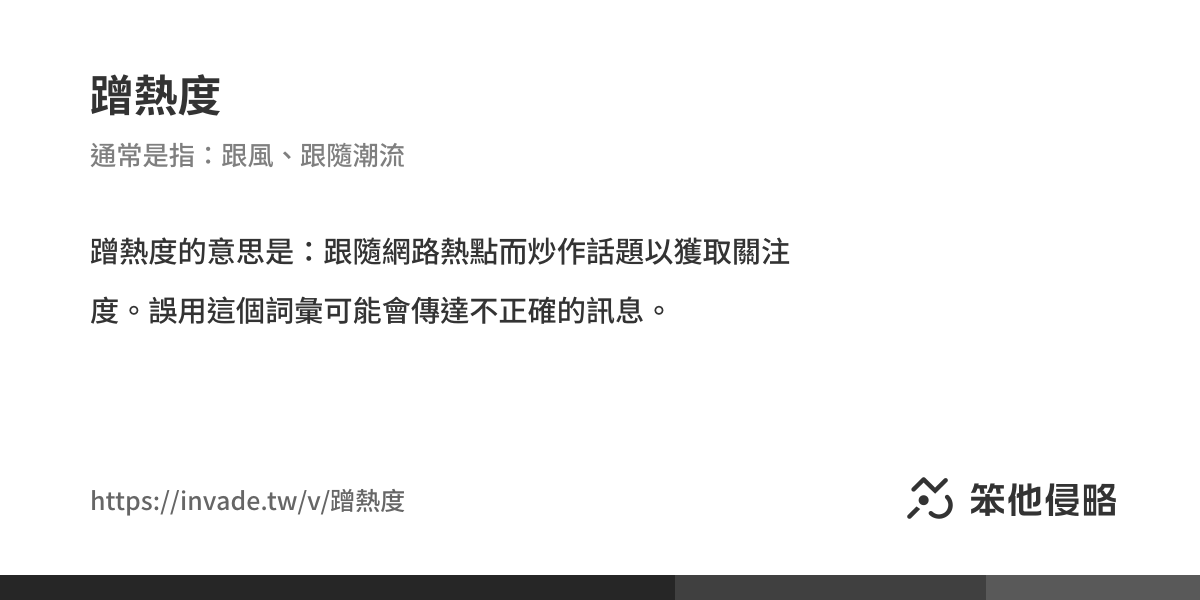 蹭熱度
通常是指：跟風、跟隨潮流
蹭熱度的意思是：跟隨網路熱點而炒作話題以獲取關注
度。誤用這個詞彙可能會傳達不正確的訊息。
https://invade.tw/v/蹭熱度
笨他侵略